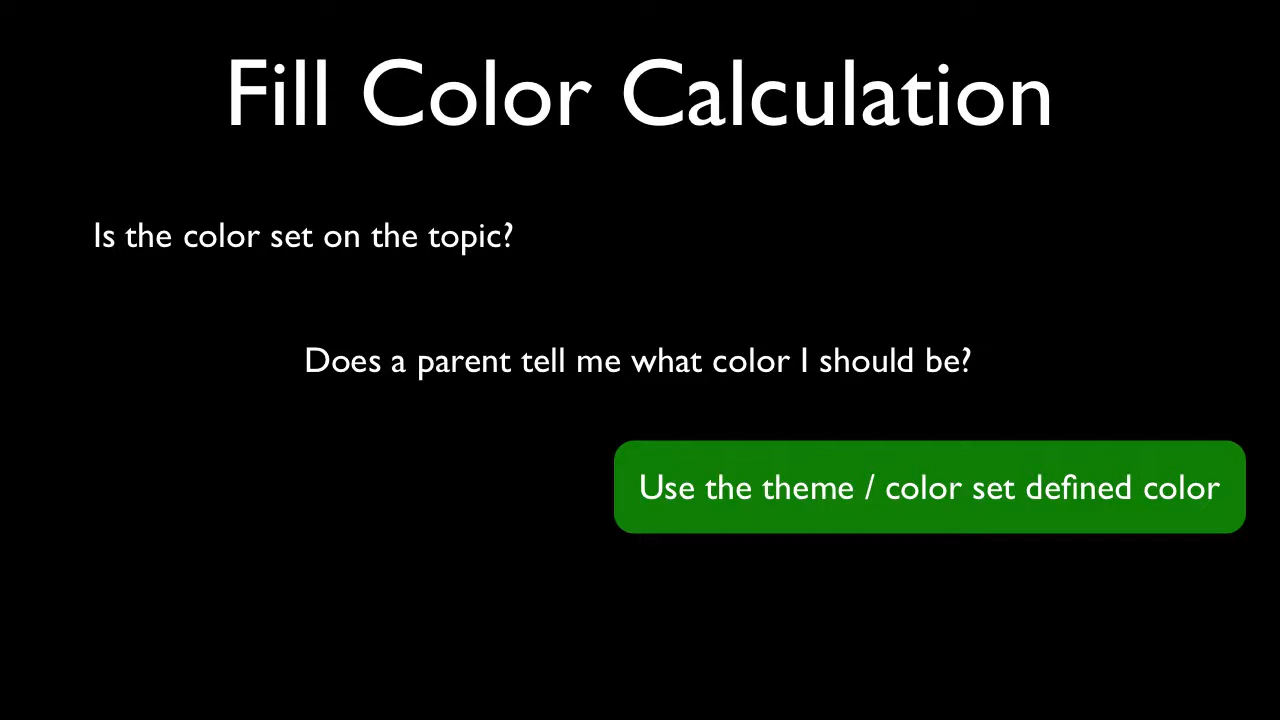 Fill Color Calculation
Is the color set on the topic?
Does a parent tell me what color I should be?
Use the theme / color set defined color